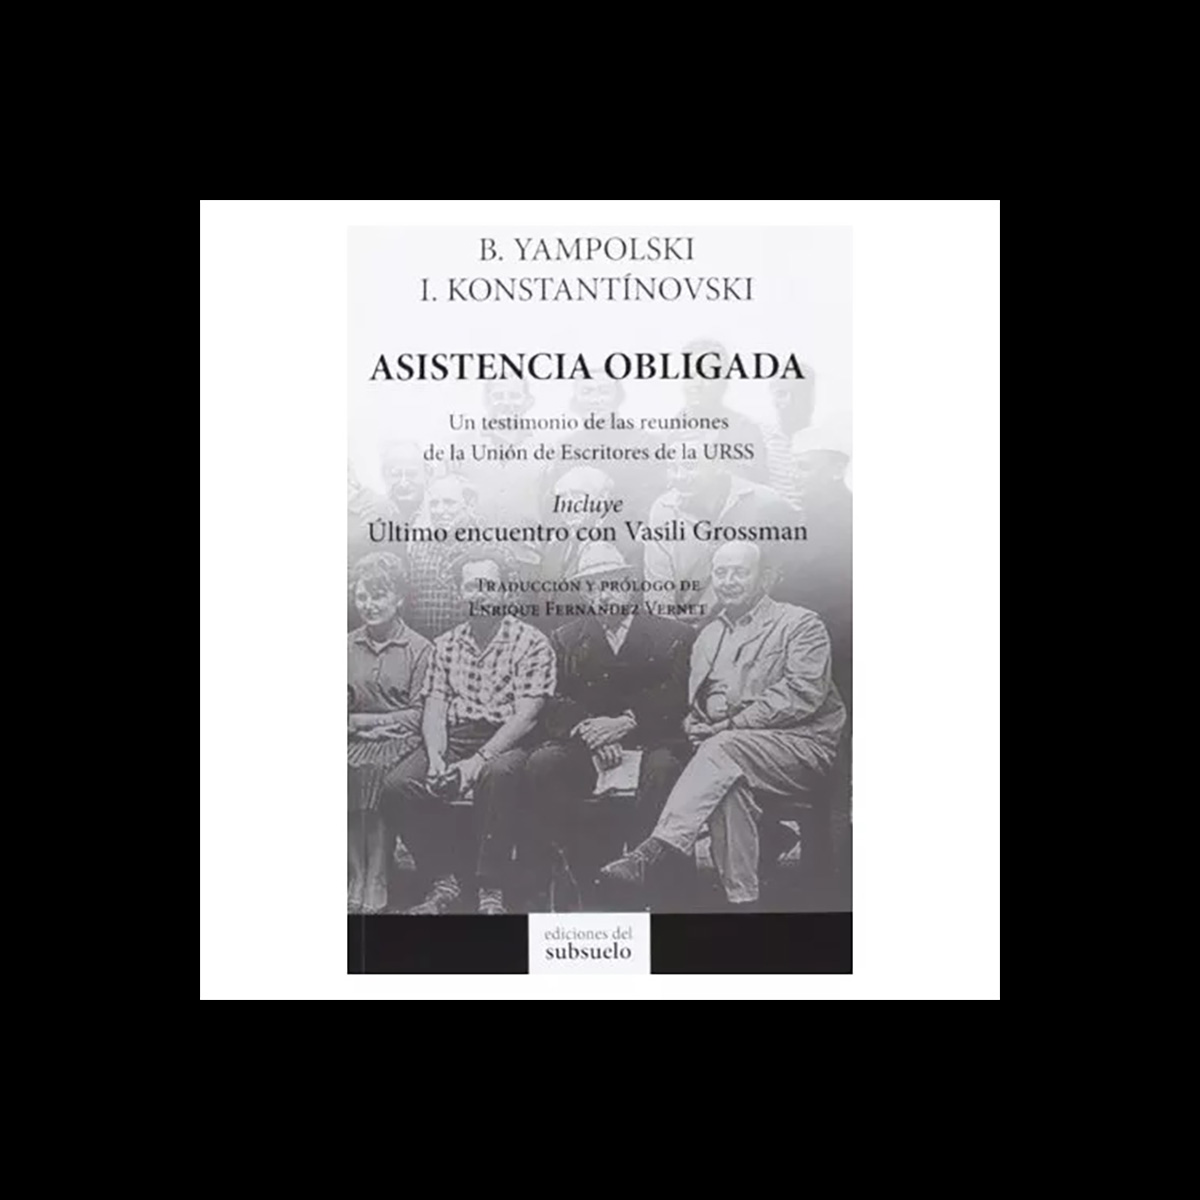 B. YAMPOLSKI
I. KONSTANTÍNOVSKI
ASISTENCIA OBLIGADA
Un testimonio de las reuniones
de la Unión de Escritores de la URSS
Incluye
Último encuentro con Vasili Grossman
TRADUCCIÓN Y PRÓLOGO DE
ENRIQUE FERNÁNDEZ VERNET
ediciones del
subsuelo